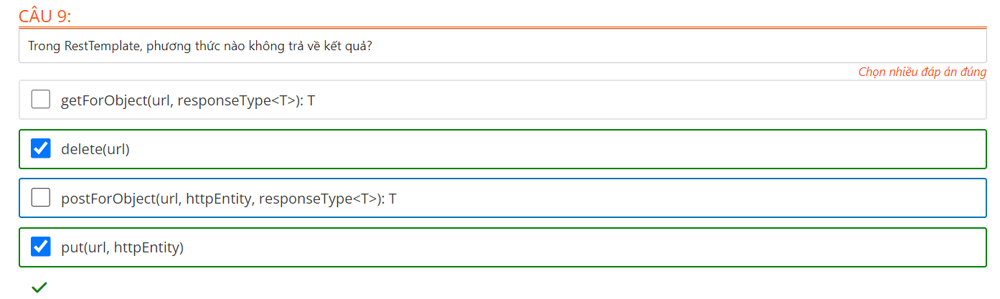 CÂU 9:
Trong RestTemplate, phương thức nào không trả về kết quả?
Chọn nhiều đáp án đúng
getForObject(url, responseType<T>): T
delete(url)
postForObject(url, httpEntity, responseType<T>): T
put(url, httpEntity)